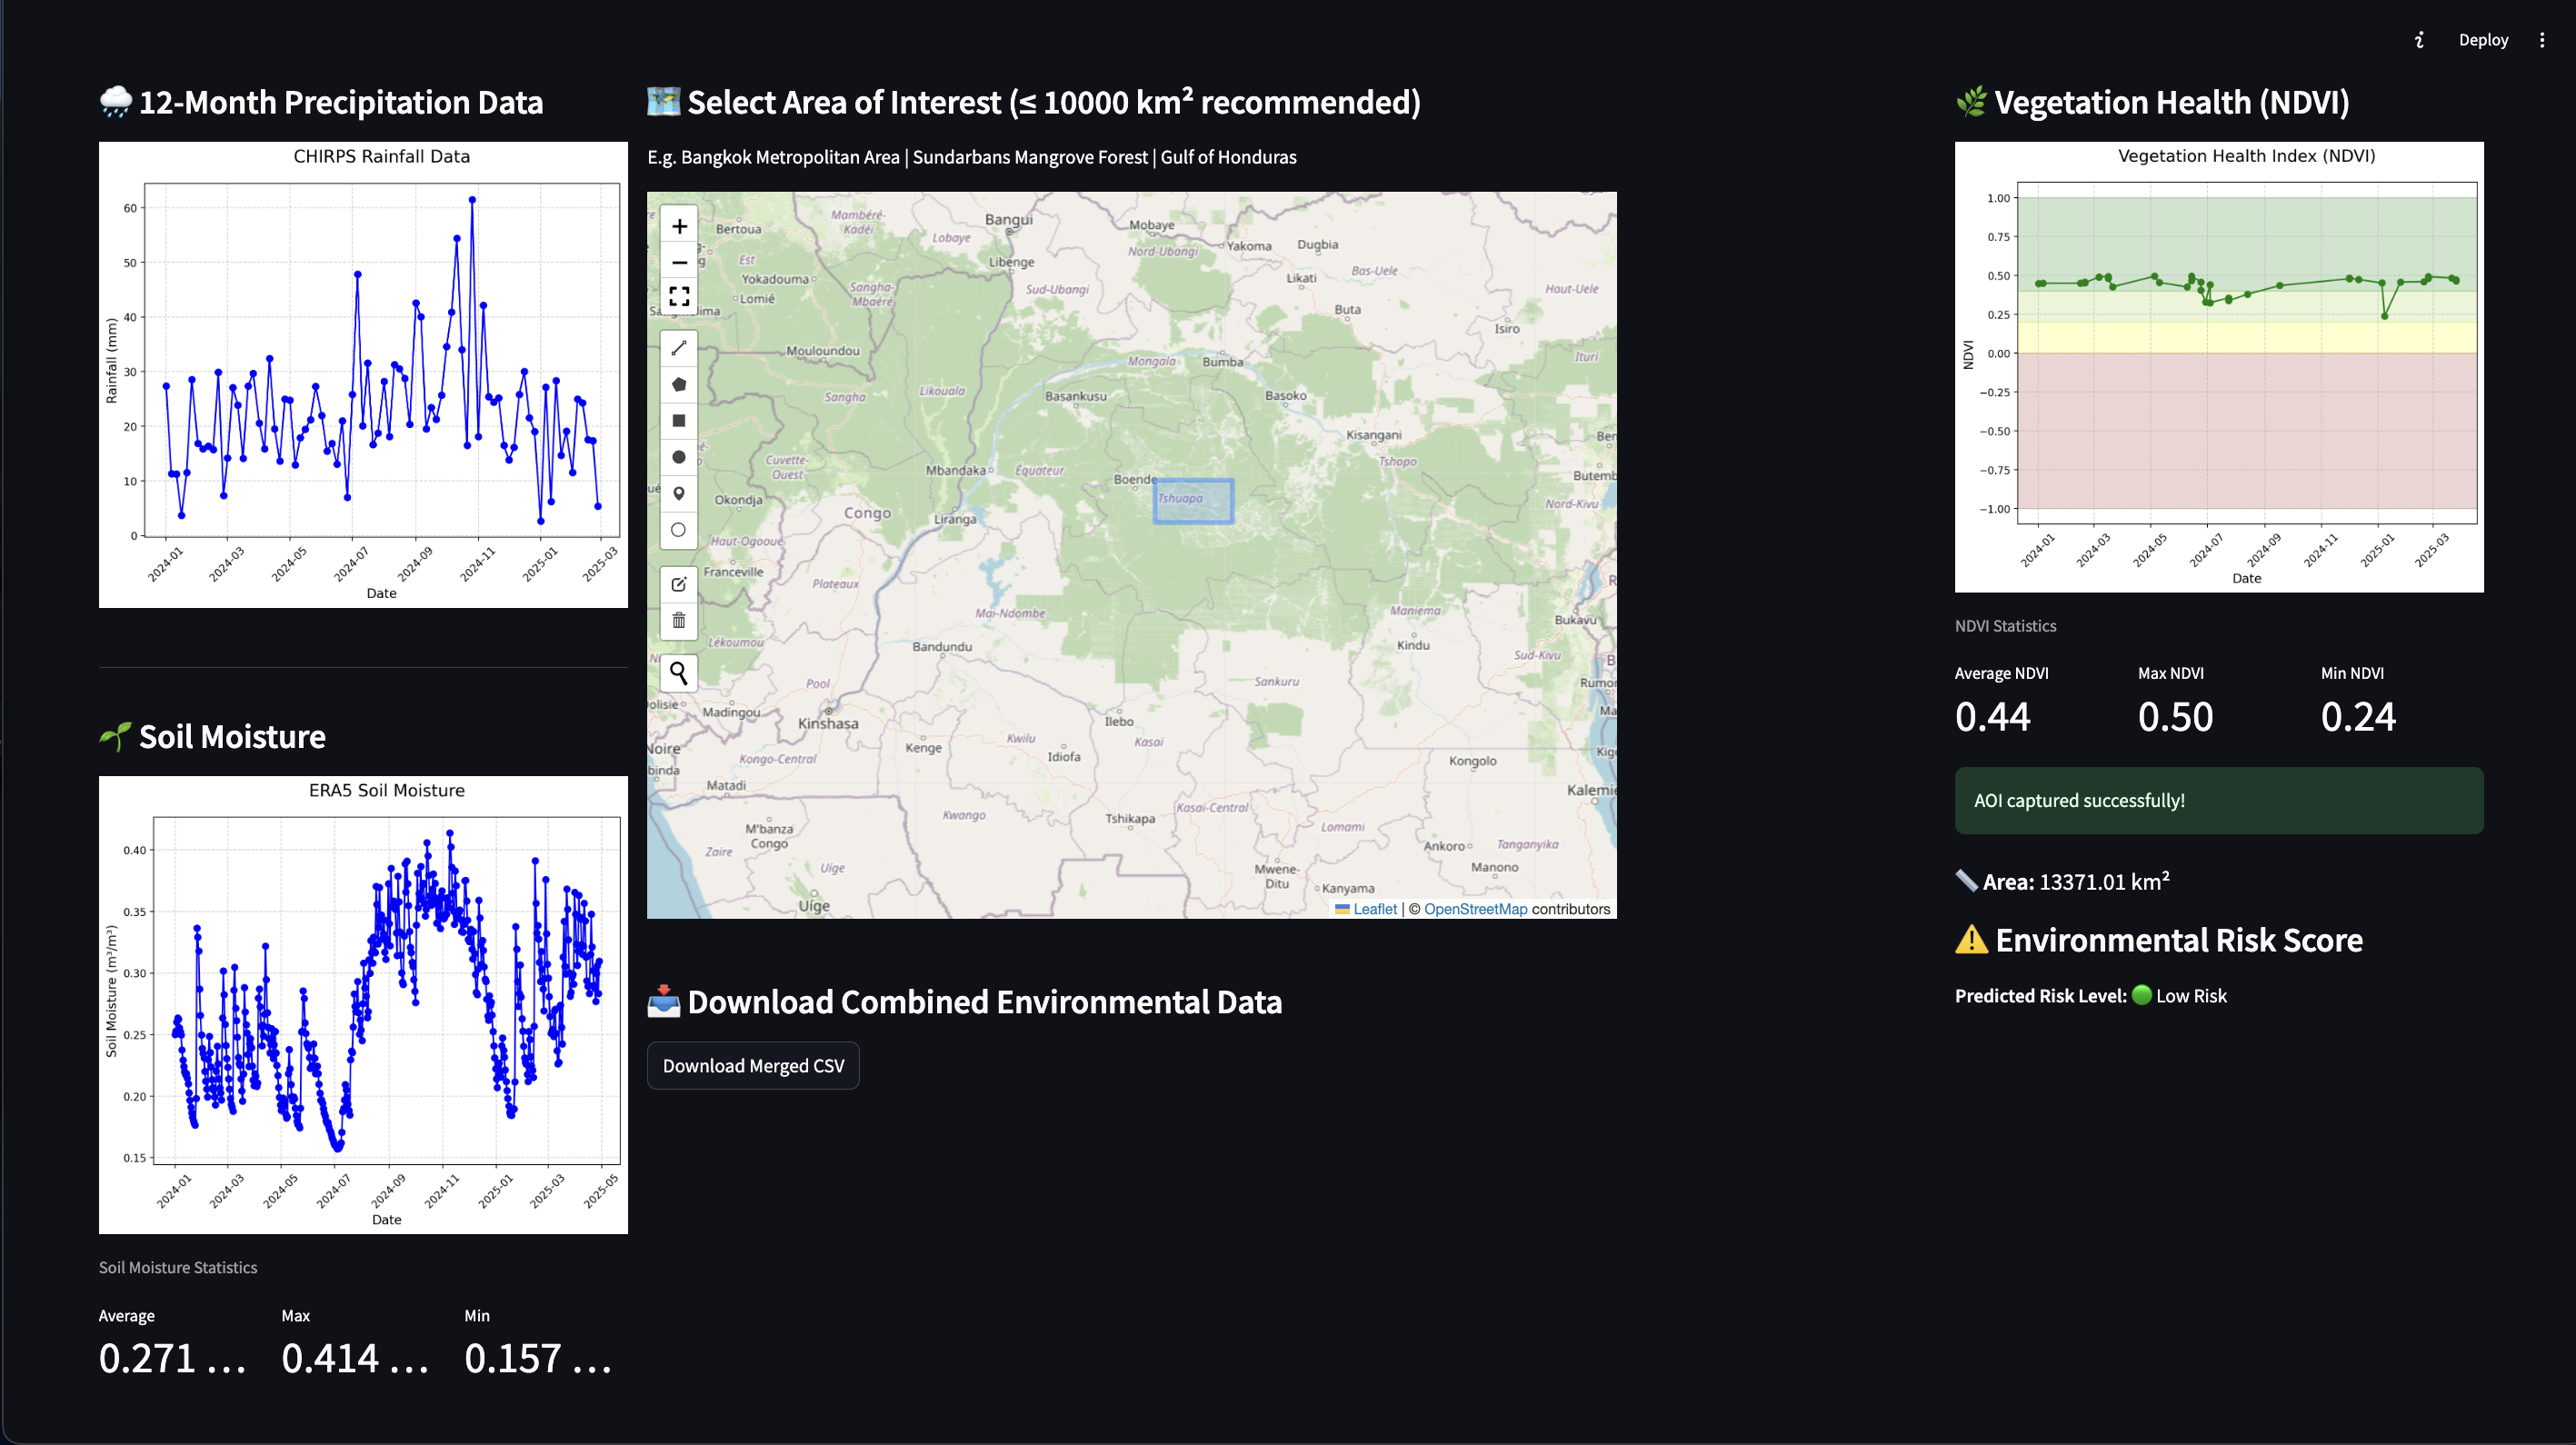 Deploy
🌧️ 12-Month Precipitation Data
CHIRPS Rainfall Data
Rainfall (mm)
60
50
40
30
20
10
0
2024-01
2024-03
2024-05
2024-07
2024-09
2024-11
2025-01
2025-03
Date
🌱 Soil Moisture
ERA5 Soil Moisture
Soil Moisture (m³/m³)
0.40
0.35
0.30
0.25
0.20
0.15
2024-01
2024-03
2024-05
2024-07
2024-09
2024-11
2025-01
2025-03
2025-05
Date
Soil Moisture Statistics
Average Max Min
0.271 … 0.414 … 0.157 …
🗺️ Select Area of Interest (≤ 10000 km² recommended)
E.g. Bangkok Metropolitan Area | Sundarbans Mangrove Forest | Gulf of Honduras
+
−
Mambéré-
Kadéï
Bangui
Mobaye
Bertoua
Lobaye
Nord-Ubangi
Yakoma
Dugbia
Est
Libenge
Yokadouma
Likati
Bas-Uele
Lomié
Sangha-
Mbaéré
Sud-Ubangi
Haut-Uele
Buta
Isiro
Mouloundou
Mongala
Bumba
Ituri
Sangha
Likouala
Basankusu
Basoko
Kisangani
Cuvette-
Ouest
Mbandaka
Équateur
Tshopo
Boende
Butemb
Okondja
Tshuapa
Nord-Kivu
Congo
Liranga
Haut-Ogooué
Franceville
Plateaux
Mai-Ndombe
Maniema
Bukavu
Lékoumou
Bandundu
Kindu
Sud-Kivu
Pool
Sankuru
Rumon
Dolisie
Madingou
Kinshasa
Ilebo
Noire
Kenge
Kwilu
Kasaï
Kongo-Central
Idiofa
Kongolo
binda
Matadi
Kalemie
Kwango
Kasaï-Central
Tshikapa
M'banza
Congo
Lomami
Zaire
Uíge
Ankoro
Tanganyika
Manono
Mwene-
Ditu
Kanyama
Uíge
Leaflet | © OpenStreetMap contributors
📥 Download Combined Environmental Data
Download Merged CSV
🌿 Vegetation Health (NDVI)
Vegetation Health Index (NDVI)
NDVI
1.00
0.75
0.50
0.25
0.00
−0.25
−0.50
−0.75
−1.00
2024-01
2024-03
2024-05
2024-07
2024-09
2024-11
2025-01
2025-03
Date
NDVI Statistics
Average NDVI Max NDVI Min NDVI
0.44 0.50 0.24
AOI captured successfully!
📏 Area: 13371.01 km²
⚠️ Environmental Risk Score
Predicted Risk Level: 🟢 Low Risk